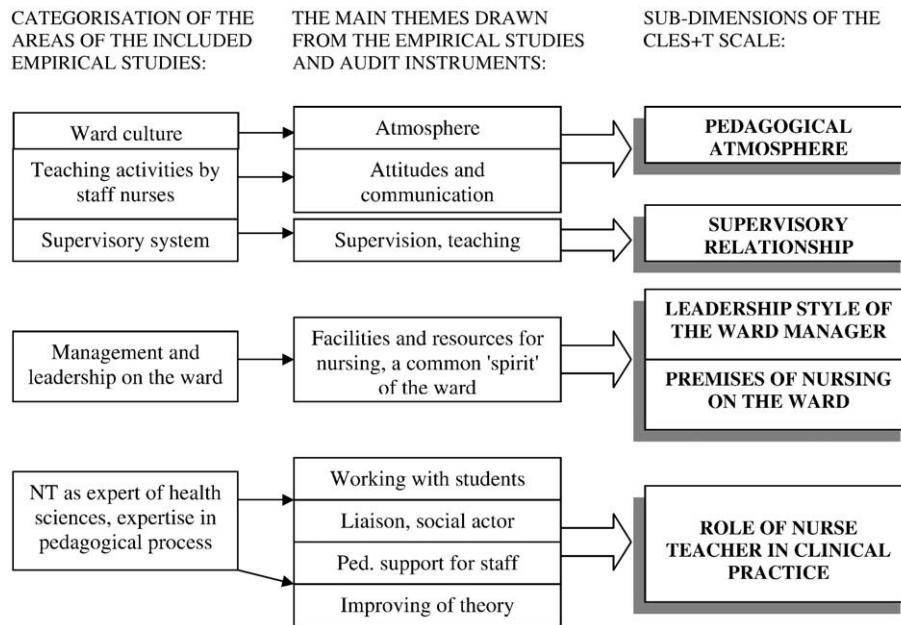 CATEGORISATION OF THE
AREAS OF THE INCLUDED
EMPIRICAL STUDIES:
THE MAIN THEMES DRAWN
FROM THE EMPIRICAL STUDIES
AND AUDIT INSTRUMENTS:
SUB-DIMENSIONS OF THE
CLES+T SCALE:
Ward culture
Teaching activities by
staff nurses
Supervisory system
Atmosphere
Attitudes and
communication
Supervision, teaching
PEDAGOGICAL
ATMOSPHERE
SUPERVISORY
RELATIONSHIP
Management and
leadership on the ward
Facilities and resources for
nursing, a common 'spirit'
of the ward
LEADERSHIP STYLE OF
THE WARD MANAGER
PREMISES OF NURSING
ON THE WARD
NT as expert of health
sciences, expertise in
pedagogical process
Working with students
Liaison, social actor
Ped. support for staff
Improving of theory
ROLE OF NURSE
TEACHER IN CLINICAL
PRACTICE